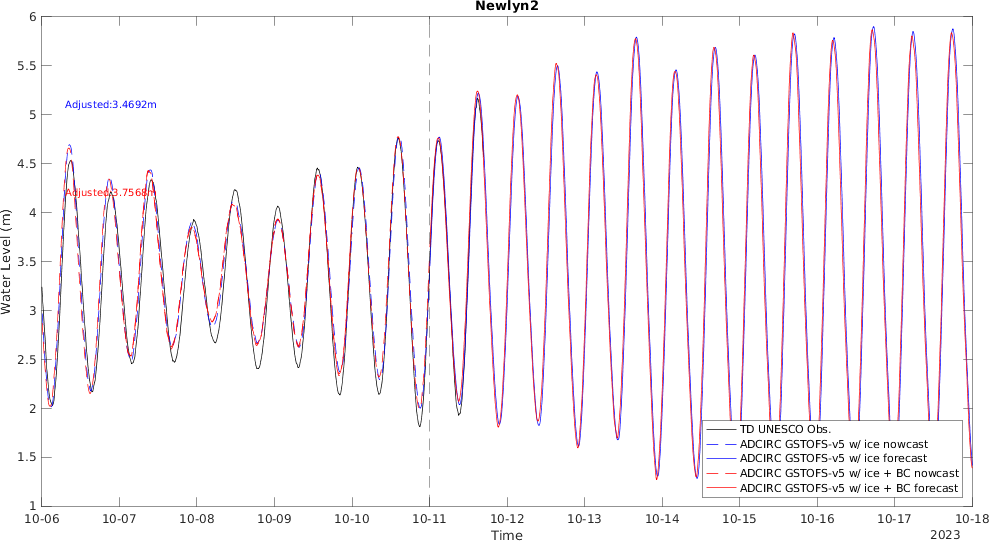 Newlyn2
6
5.5
5
4.5
4
3.5
3
2.5
2
1.5
1
Water Level (m)
Adjusted:3.4692m
Adjusted:3.7568m
TD UNESCO Obs.
ADCIRC GSTOFS-v5 w/ ice nowcast
ADCIRC GSTOFS-v5 w/ ice forecast
ADCIRC GSTOFS-v5 w/ ice + BC nowcast
ADCIRC GSTOFS-v5 w/ ice + BC forecast
10-06 10-07 10-08 10-09 10-10 10-11 10-12 10-13 10-14 10-15 10-16 10-17 10-18
Time
2023